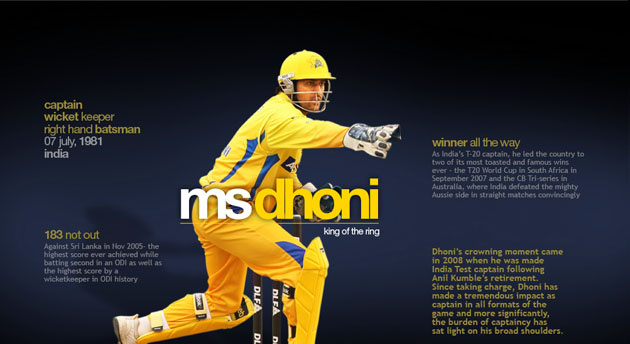 captain
wicket keeper
right hand batsman
07 july, 1981
india
183 not out
Against Sri Lanka in Nov 2005- the
highest score ever achieved while
batting second in an ODI as well as
the highest score by a
wicketkeeper in ODI history
ms dhoni
king of the ring
winner all the way
As india's T-20 captain, he led the country to
two of its most toasted and famous wins
ever - the T20 World Cup in South Africa in
September 2007 and the CB Tri-series in
Australia, where India defeated the mighty
Aussie side in straight matches convincingly
Dhoni's crowning moment came
in 2008 when he was made
India Test captain following
Anil Kumble's retirement.
Since taking charge, Dhoni has
made a tremendous impact as
captain in all formats of the
game and more significantly,
the burden of captaincy has
sat light on his broad shoulders.
DLF
DLF